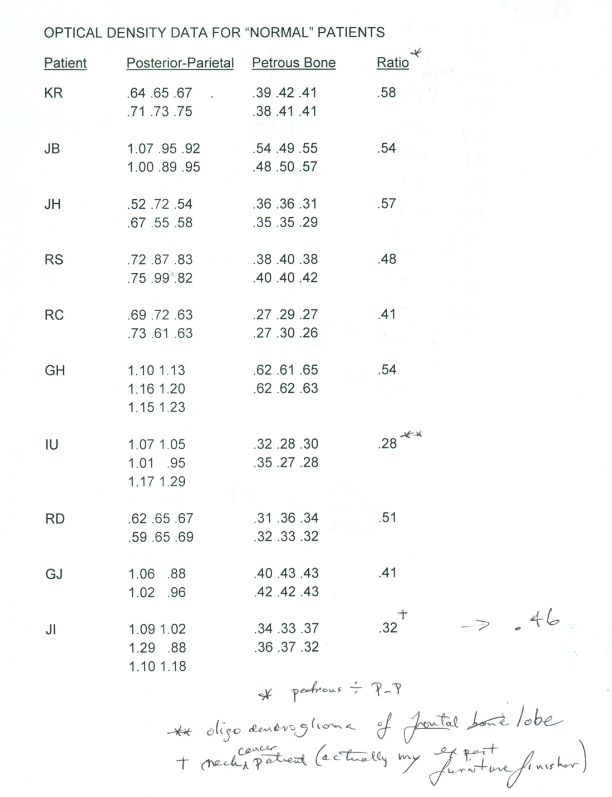 OPTICAL DENSITY DATA FOR “NORMAL” PATIENTS
Patient Posterior-Parietal Petrous Bone Ratio *
KR .64 .65 .67 .39 .42 .41 .58
.71 .73 .75 .38 .41 .41
JB 1.07 .95 .92 .54 .49 .55 .54
1.00 .89 .95 .48 .50 .57
JH .52 .72 .54 .36 .36 .31 .57
.67 .55 .58 .35 .35 .29
RS .72 .87 .83 .38 .40 .38 .48
.75 .99 .82 .40 .40 .42
RC .69 .72 .63 .27 .29 .27 .41
.73 .61 .63 .27 .30 .26
GH 1.10 1.13 .62 .61 .65 .54
1.16 1.20 .62 .62 .63
1.15 1.23
IU 1.07 1.05 .32 .28 .30 .28 **
1.01 .95 .35 .27 .28
1.17 1.29
RD .62 .65 .67 .31 .36 .34 .51
.59 .65 .69 .32 .33 .32
GJ 1.06 .88 .40 .43 .43 .41
1.02 .96 .42 .42 .43
JI 1.09 1.02 .34 .33 .37 .32 † → .46
1.29 .88 .36 .37 .32
1.10 1.18
* petrous ÷ P-P
** oligodendroglioma of frontal bone lobe
† neck cancer patient (actually my expert
furniture finisher)